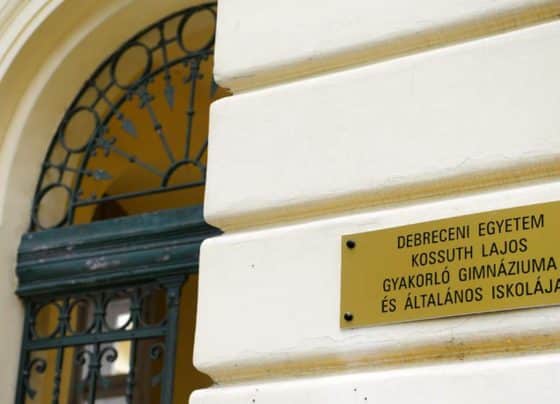 DEBRECENI EGYETEM
KOSSUTH LAJOS
GYAKORLÓ GIMNÁZIUMA
ÉS ÁLTALÁNOS ISKOLÁJA